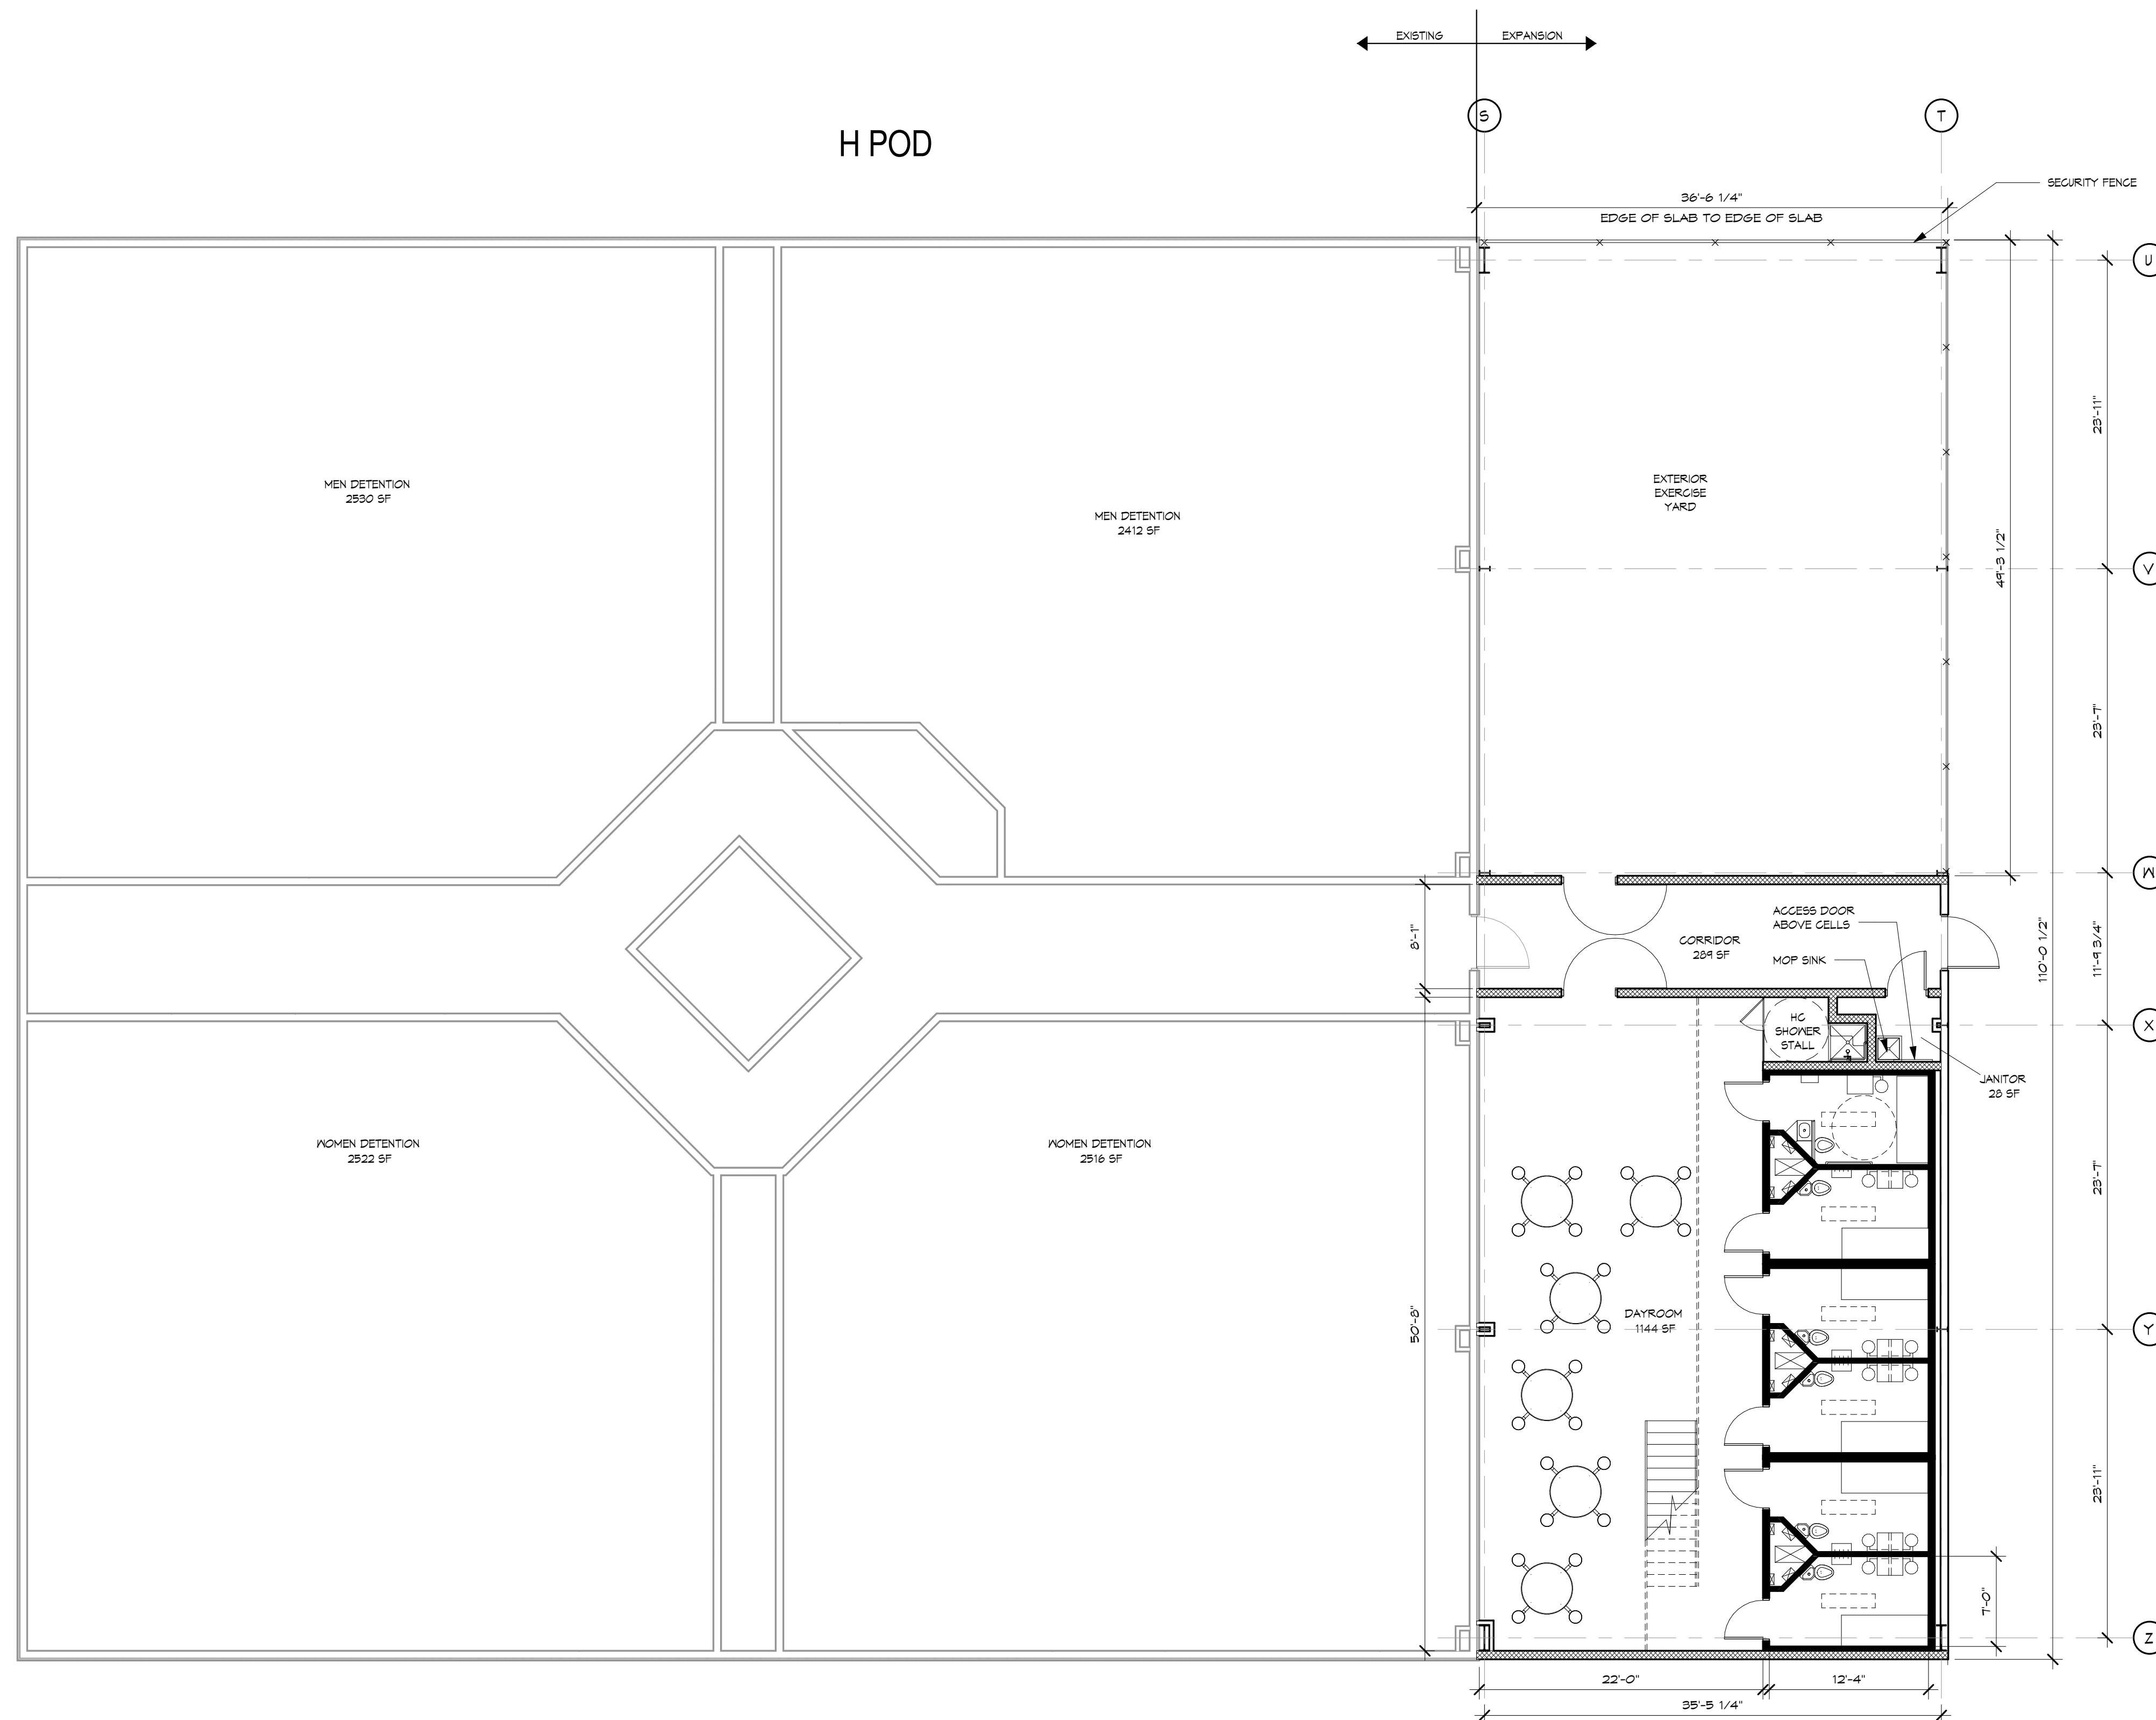 EXISTING
EXPANSION
S
T
H POD
SECURITY FENCE
36'-6 1/4"
EDGE OF SLAB TO EDGE OF SLAB
U
23'-11"
MEN DETENTION
2530 SF
MEN DETENTION
2412 SF
EXTERIOR
EXERCISE
YARD
49'-3 1/2"
V
23'-7"
W
ACCESS DOOR
ABOVE CELLS
8'-1"
CORRIDOR
289 SF
MOP SINK
110'-0 1/2"
11'-9 3/4"
HC
SHOWER
STALL
X
JANITOR
28 SF
WOMEN DETENTION
2522 SF
WOMEN DETENTION
2516 SF
23'-7"
50'-8"
DAYROOM
1144 SF
Y
23'-11"
7'-0"
Z
22'-0"
12'-4"
35'-5 1/4"